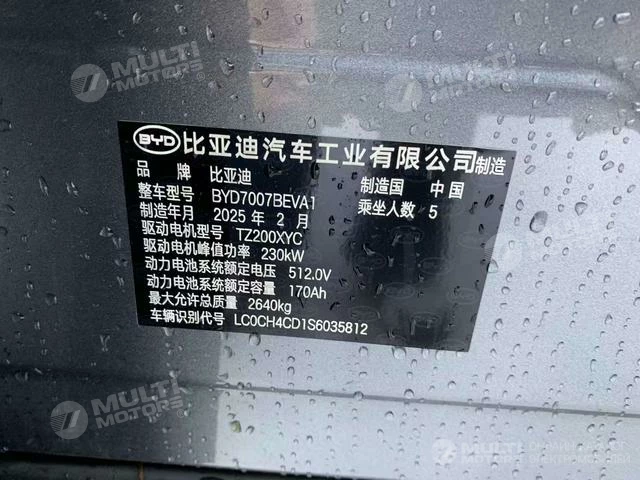 MULTI MOTORS
MULTI MOTORS
BYD 比亚迪汽车工业有限公司 制造
品 牌 比亚迪 制造国 中 国
整车型号 BYD7007BEVA1 乘坐人数 5
制造年月 2025 年 2 月
驱动电机型号 TZ200XYC
驱动电机峰值功率 230kW
动力电池系统额定电压 512.0V
动力电池系统额定容量 170Ah
最大允许总质量 2640kg
车辆识别代号 LC0CH4CD1S6035812
MULTI MOTORS
MULTI